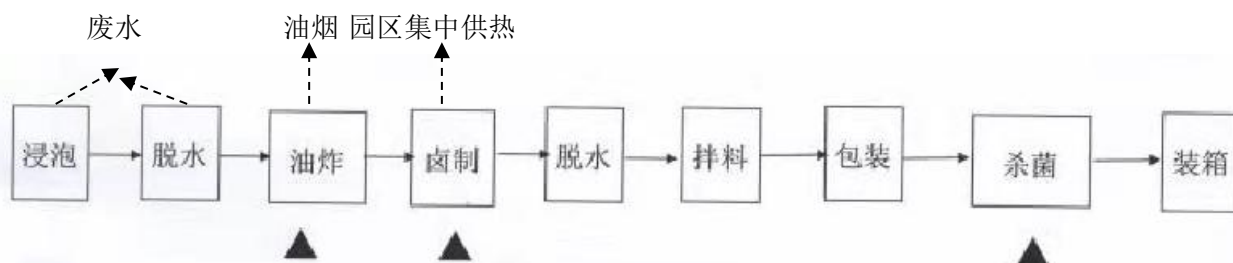 废水 油烟 园区集中供热
浸泡 脱水 油炸 卤制 脱水 拌料 包装 杀菌 装箱